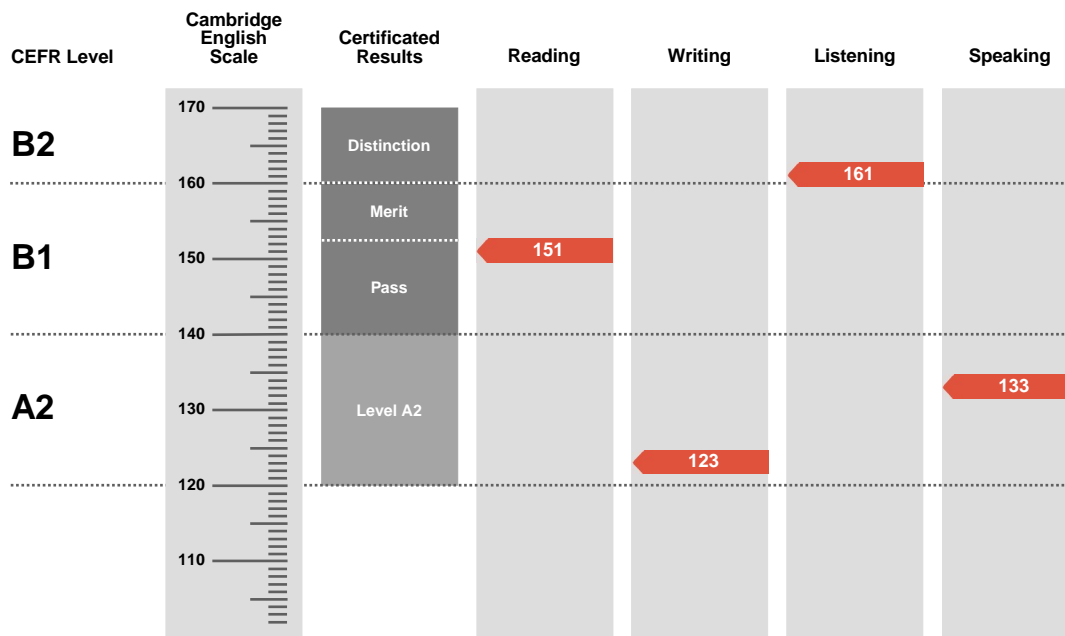 CEFR Level
Cambridge
English
Scale
Certificated
Results
Reading
Writing
Listening
Speaking
170
B2
Distinction
161
160
Merit
B1
151
150
Pass
140
133
A2
130
Level A2
123
120
110